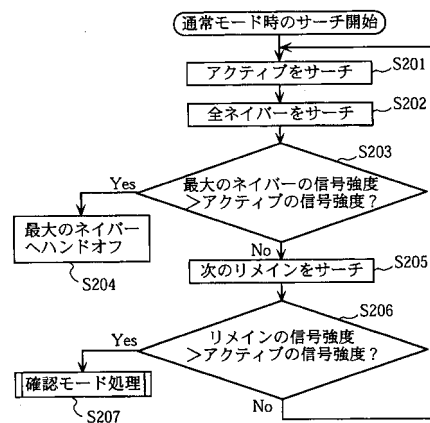 通常モード時のサーチ開始
アクティブをサーチ
S201
全ネイバーをサーチ
S202
S203
最大のネイバーの信号強度
>アクティブの信号強度?
Yes
最大のネイバー
へハンドオフ
S204
No
次のリメインをサーチ
S205
S206
リメインの信号強度
>アクティブの信号強度?
Yes
確認モード処理
S207
No